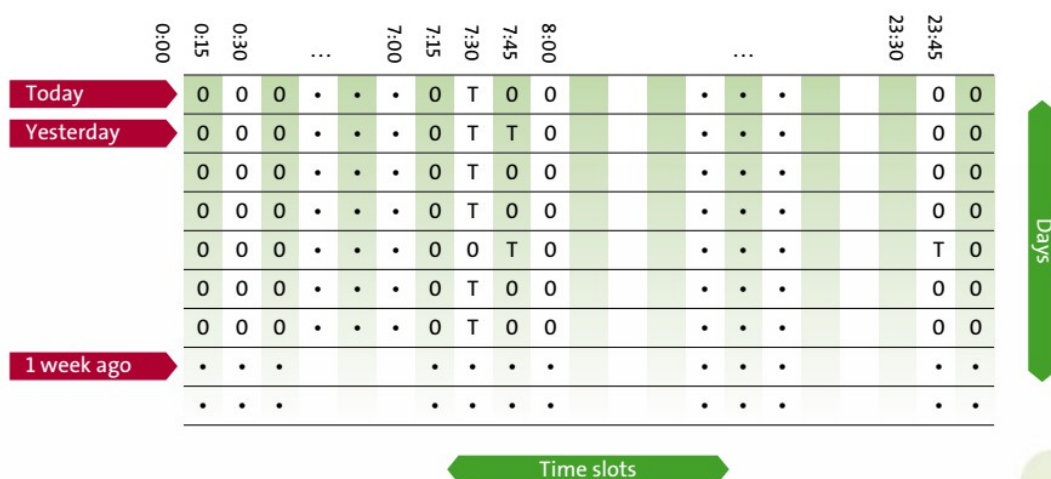 0:00 0:15 0:30 ... 7:00 7:15 7:30 7:45 8:00 ... 23:30 23:45
Today 0 0 0 • • • 0 T 0 0 • • • 0 0
Yesterday 0 0 0 • • • 0 T T 0 • • • 0 0
0 0 0 • • • 0 T 0 0 • • • 0 0
0 0 0 • • • 0 T 0 0 • • • 0 0
0 0 0 • • • 0 0 T 0 • • • T 0
0 0 0 • • • 0 T 0 0 • • • 0 0
0 0 0 • • • 0 T 0 0 • • • 0 0
1 week ago • • • • • • • • • • • •
• • • • • • • • • • • •
Days
Time slots